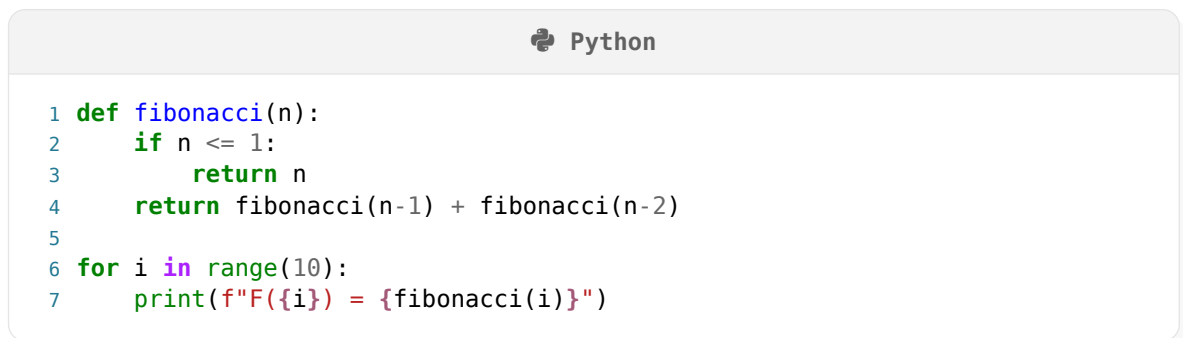 Python
1 def fibonacci(n):
2     if n <= 1:
3         return n
4     return fibonacci(n-1) + fibonacci(n-2)
5
6 for i in range(10):
7     print(f"F({i}) = {fibonacci(i)}")